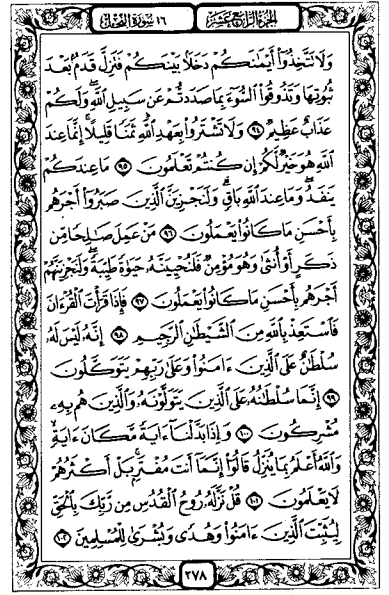 الجزء الرابع عشر ١٦ سورة النحل
وَلَا تَتَّخِذُوٓا۟ أَيْمَـٰنَكُمْ دَخَلًۢا بَيْنَكُمْ فَتَزِلَّ قَدَمٌۢ بَعْدَ
ثُبُوتِهَا وَتَذُوقُوا۟ ٱلسُّوٓءَ بِمَا صَدَدتُّمْ عَن سَبِيلِ ٱللَّهِ ۖ وَلَكُمْ
عَذَابٌ عَظِيمٌ ٩٤ وَلَا تَشْتَرُوا۟ بِعَهْدِ ٱللَّهِ ثَمَنًا قَلِيلًا ۚ إِنَّمَا عِندَ
ٱللَّهِ هُوَ خَيْرٌ لَّكُمْ إِن كُنتُمْ تَعْلَمُونَ ٩٥ مَا عِندَكُمْ
يَنفَدُ ۖ وَمَا عِندَ ٱللَّهِ بَاقٍ ۗ وَلَنَجْزِيَنَّ ٱلَّذِينَ صَبَرُوٓا۟ أَجْرَهُم
بِأَحْسَنِ مَا كَانُوا۟ يَعْمَلُونَ ٩٦ مَنْ عَمِلَ صَـٰلِحًا مِّن
ذَكَرٍ أَوْ أُنثَىٰ وَهُوَ مُؤْمِنٌ فَلَنُحْيِيَنَّهُۥ حَيَوٰةً طَيِّبَةً ۖ وَلَنَجْزِيَنَّهُمْ
أَجْرَهُم بِأَحْسَنِ مَا كَانُوا۟ يَعْمَلُونَ ٩٧ فَإِذَا قَرَأْتَ ٱلْقُرْءَانَ
فَٱسْتَعِذْ بِٱللَّهِ مِنَ ٱلشَّيْطَـٰنِ ٱلرَّجِيمِ ٩٨ إِنَّهُۥ لَيْسَ لَهُۥ
سُلْطَـٰنٌ عَلَى ٱلَّذِينَ ءَامَنُوا۟ وَعَلَىٰ رَبِّهِمْ يَتَوَكَّلُونَ
٩٩ إِنَّمَا سُلْطَـٰنُهُۥ عَلَى ٱلَّذِينَ يَتَوَلَّوْنَهُۥ وَٱلَّذِينَ هُم بِهِۦ
مُشْرِكُونَ ١٠٠ وَإِذَا بَدَّلْنَآ ءَايَةً مَّكَانَ ءَايَةٍ ۙ
وَٱللَّهُ أَعْلَمُ بِمَا يُنَزِّلُ قَالُوٓا۟ إِنَّمَآ أَنتَ مُفْتَرٍۭ ۚ بَلْ أَكْثَرُهُمْ
لَا يَعْلَمُونَ ١٠١ قُلْ نَزَّلَهُۥ رُوحُ ٱلْقُدُسِ مِن رَّبِّكَ بِٱلْحَقِّ
لِيُثَبِّتَ ٱلَّذِينَ ءَامَنُوا۟ وَهُدًى وَبُشْرَىٰ لِلْمُسْلِمِينَ ١٠٢
٢٧٨